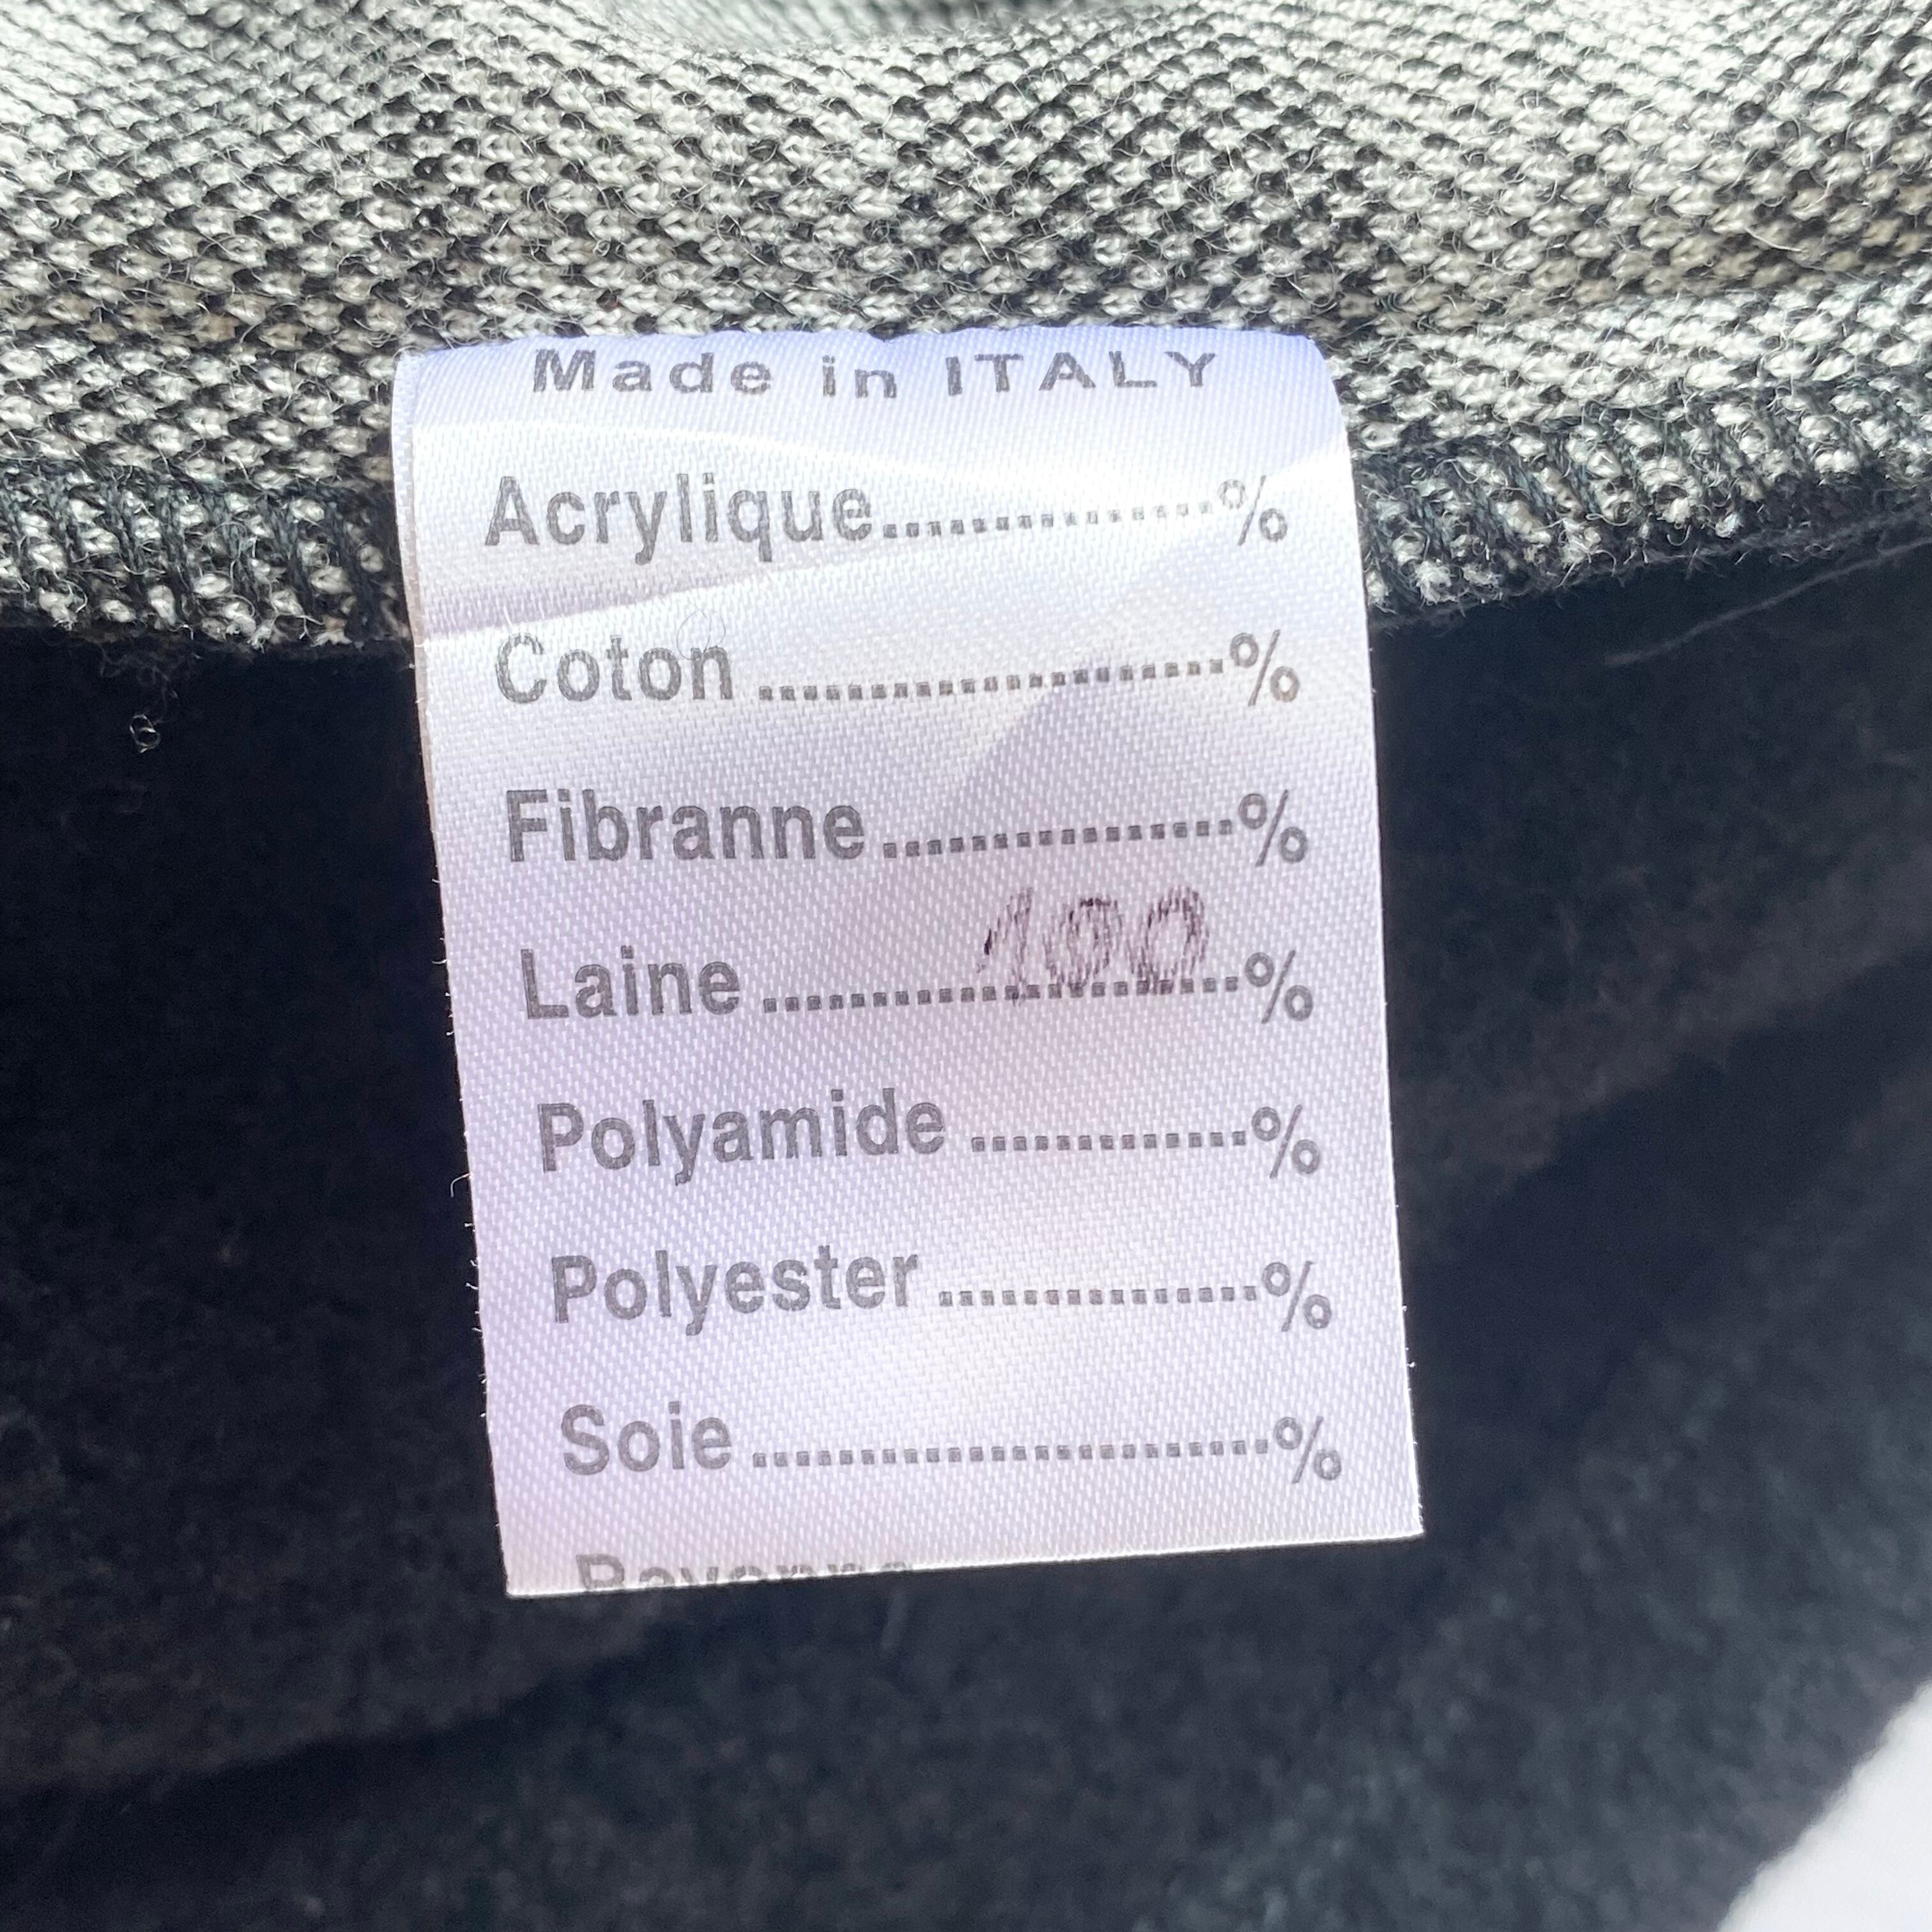 Made in ITALY
Acrylique..................%
Coton ......................%
Fibranne.................%
Laine ......................100%
Polyamide .............%
Polyester...............%
Soie ........................%